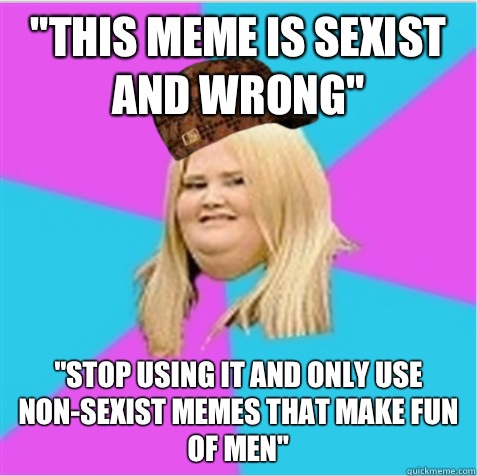 "THIS MEME IS SEXIST
AND WRONG"
"STOP USING IT AND ONLY USE
NON-SEXIST MEMES THAT MAKE FUN
OF MEN"
quickmeme.com